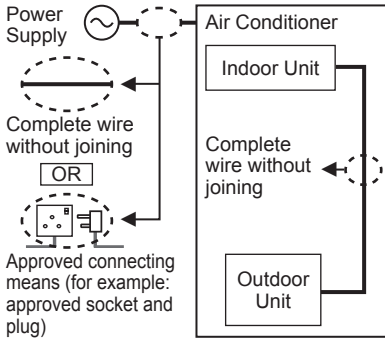 Power
Supply
Air Conditioner
Indoor Unit
Complete wire
without joining
OR
Approved connecting
means (for example:
approved socket and
plug)
Complete
wire without
joining
Outdoor
Unit